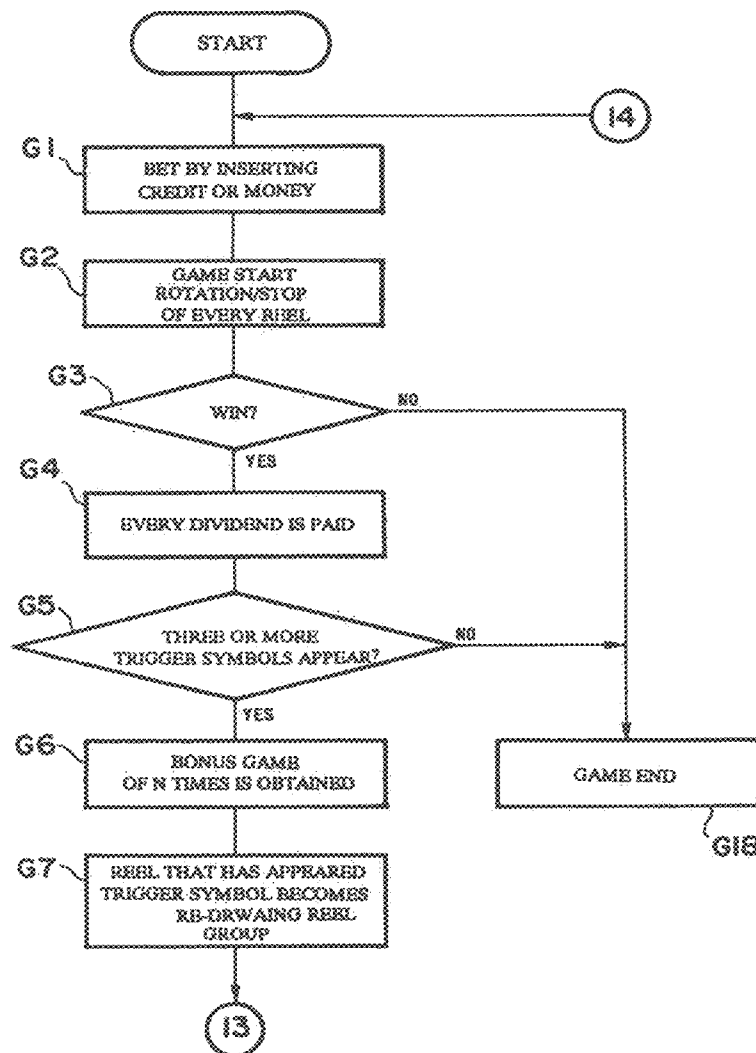 START
14
G1
BET BY INSERTING
CREDIT OR MONEY
G2
GAME START
ROTATION/STOP
OF EVERY REEL
G3
WIN?
NO
YES
G4
EVERY DIVIDEND IS PAID
G5
THREE OR MORE
TRIGGER SYMBOLS APPEAR?
NO
YES
G6
BONUS GAME
OF N TIMES IS OBTAINED
GAME END
G18
G7
REEL THAT HAS APPEARED
TRIGGER SYMBOL BECOMES
RE-DRWAING REEL
GROUP
13